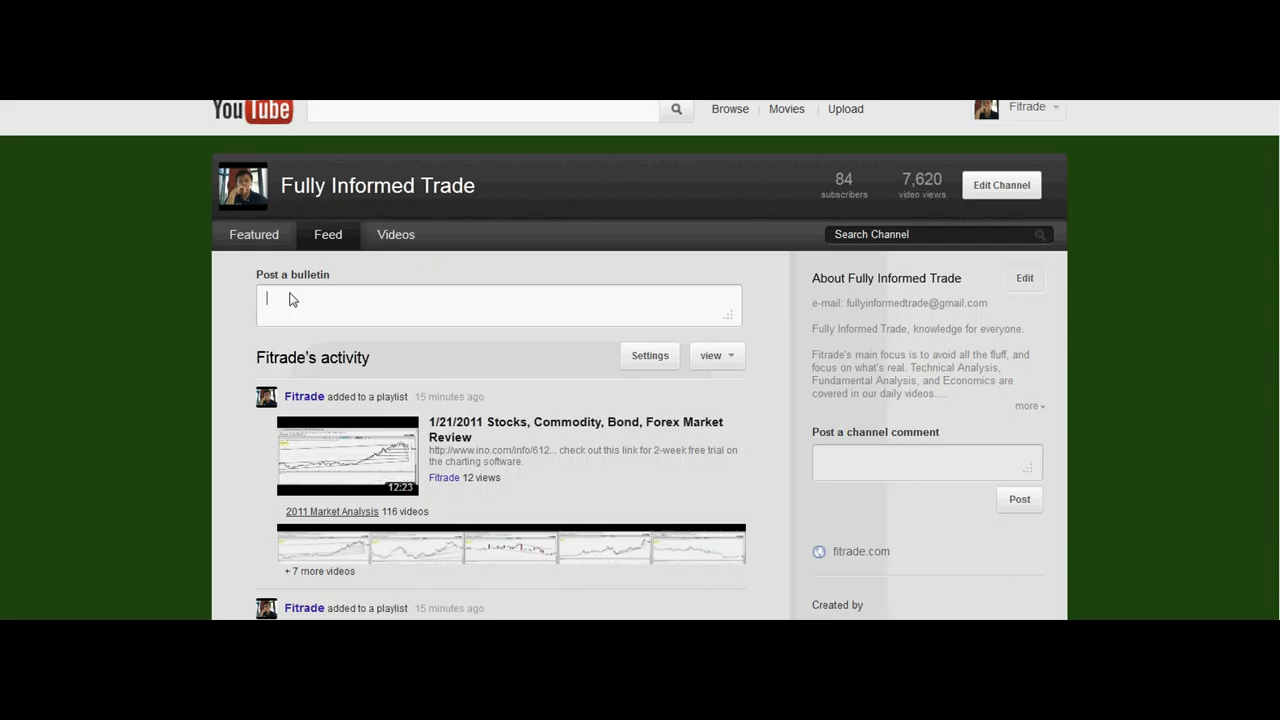 YouTube
Browse
Movies
Upload
Fitrade
Fully Informed Trade
84
subscribers
7,620
video views
Edit Channel
Featured
Feed
Videos
Search Channel
Post a bulletin
Fitrade's activity
Settings
view
Fitrade added to a playlist 15 minutes ago
1/21/2011 Stocks, Commodity, Bond, Forex Market
Review
http://www.ino.com/info/612... check out this link for 2-week free trial on
the charting software.
Fitrade 12 views
12:23
2011 Market Analysis 116 videos
+ 7 more videos
Fitrade added to a playlist 15 minutes ago
About Fully Informed Trade
Edit
e-mail: fullyinformedtrade@gmail.com
Fully Informed Trade, knowledge for everyone.
Fitrade's main focus is to avoid all the fluff, and
focus on what's real. Technical Analysis,
Fundamental Analysis, and Economics are
covered in our daily videos....
more
Post a channel comment
Post
fitrade.com
Created by